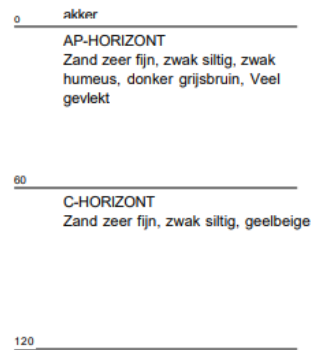 0 akker
AP-HORIZONT
Zand zeer fijn, zwak siltig, zwak
humeus, donker grijsbruin, Veel
gevlekt
60
C-HORIZONT
Zand zeer fijn, zwak siltig, geelbeige
120